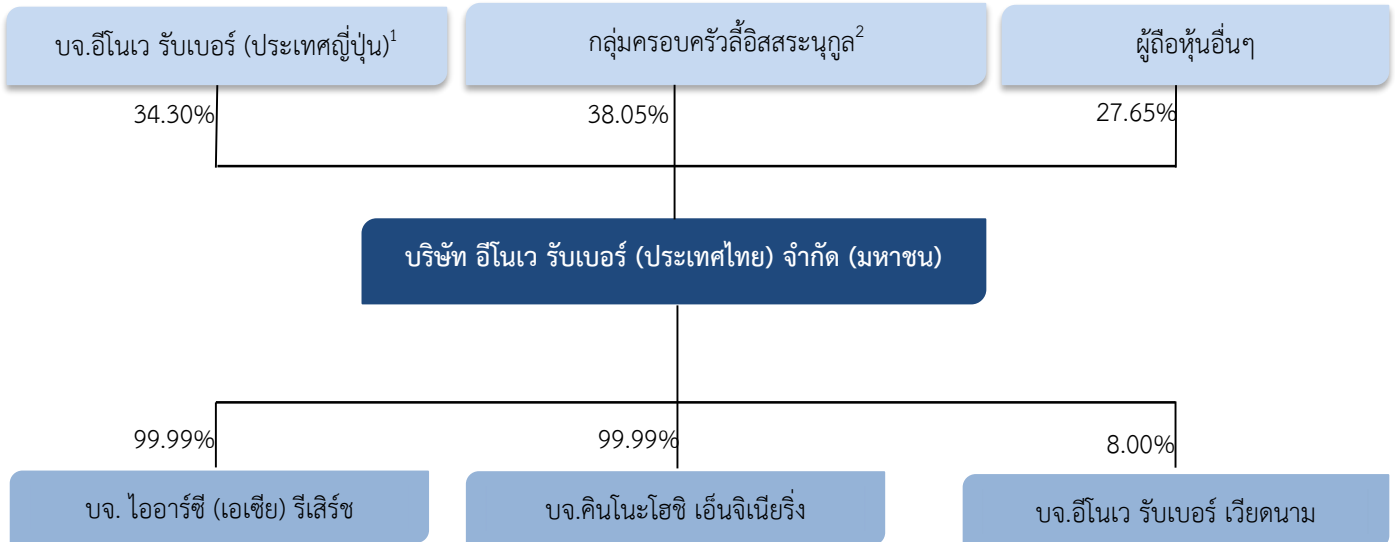 บจ.อีโนเว รับเบอร์ (ประเทศญี่ปุ่น)1
กลุ่มครอบครัวลี้อิสสระนุกูล2
ผู้ถือหุ้นอื่นๆ
34.30%
38.05%
27.65%
บริษัท อีโนเว รับเบอร์ (ประเทศไทย) จำกัด (มหาชน)
99.99%
99.99%
8.00%
บจ. ไออาร์ซี (เอเซีย) รีเสิร์ช
บจ.คินโนะโฮชิ เอ็นจิเนียริ่ง
บจ.อีโนเว รับเบอร์ เวียดนาม